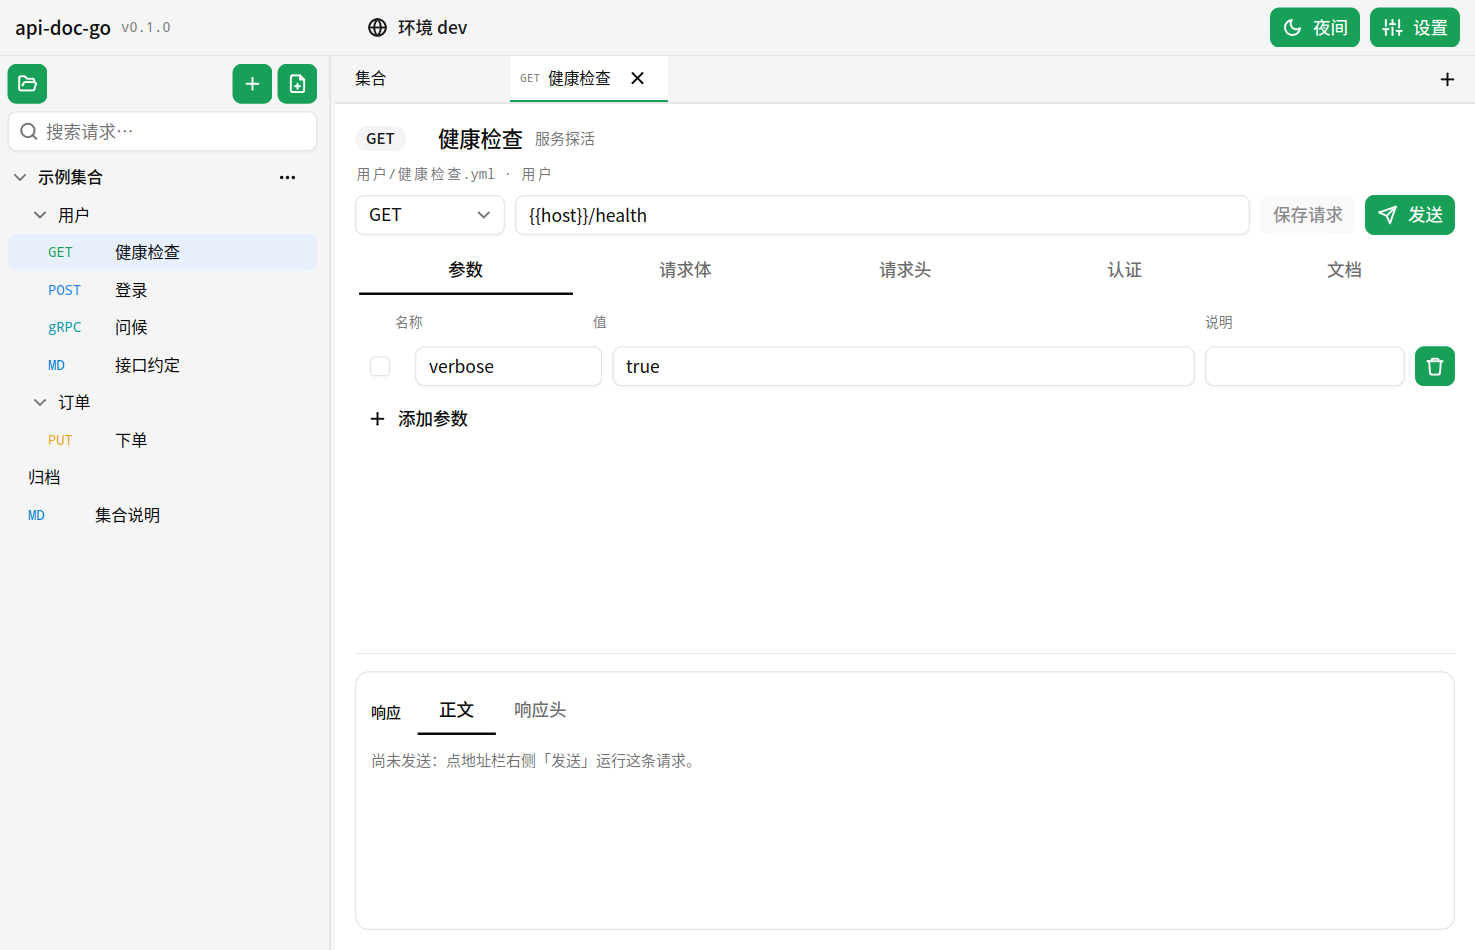 api-doc-go v0.1.0 环境 dev 夜间 设置
集合 GET 健康检查
搜索请求…
示例集合
用户
GET 健康检查
POST 登录
gRPC 问候
MD 接口约定
订单
PUT 下单
归档
MD 集合说明
GET 健康检查 服务探活
用户/健康检查.yml · 用户
GET {{host}}/health 保存请求 发送
参数 请求体 请求头 认证 文档
名称 值 说明
verbose true
添加参数
响应 正文 响应头
尚未发送：点地址栏右侧「发送」运行这条请求。